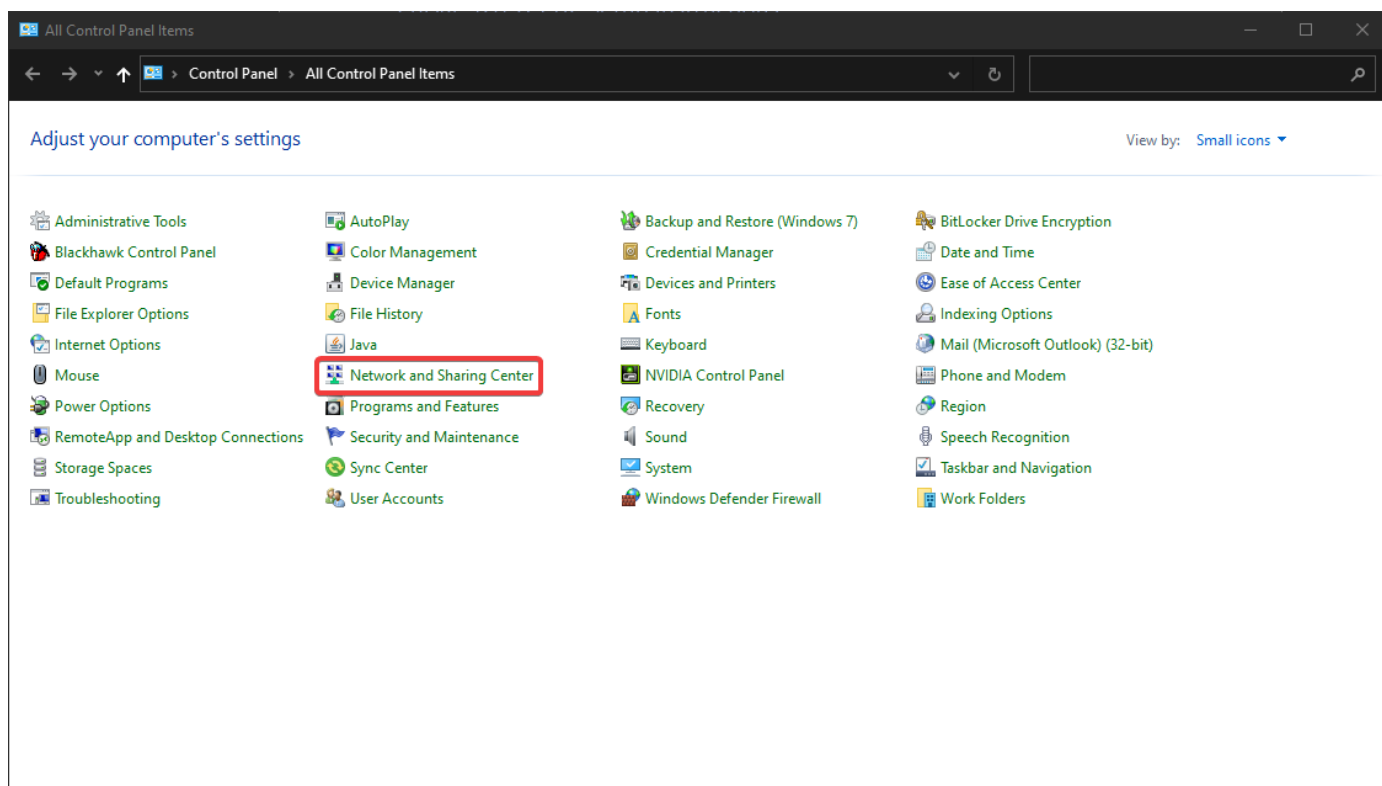 All Control Panel Items
Control Panel > All Control Panel Items
Adjust your computer's settings
View by: Small icons
Administrative Tools AutoPlay Backup and Restore (Windows 7) BitLocker Drive Encryption
Blackhawk Control Panel Color Management Credential Manager Date and Time
Default Programs Device Manager Devices and Printers Ease of Access Center
File Explorer Options File History Fonts Indexing Options
Internet Options Java Keyboard Mail (Microsoft Outlook) (32-bit)
Mouse Network and Sharing Center NVIDIA Control Panel Phone and Modem
Power Options Programs and Features Recovery Region
RemoteApp and Desktop Connections Security and Maintenance Sound Speech Recognition
Storage Spaces Sync Center System Taskbar and Navigation
Troubleshooting User Accounts Windows Defender Firewall Work Folders